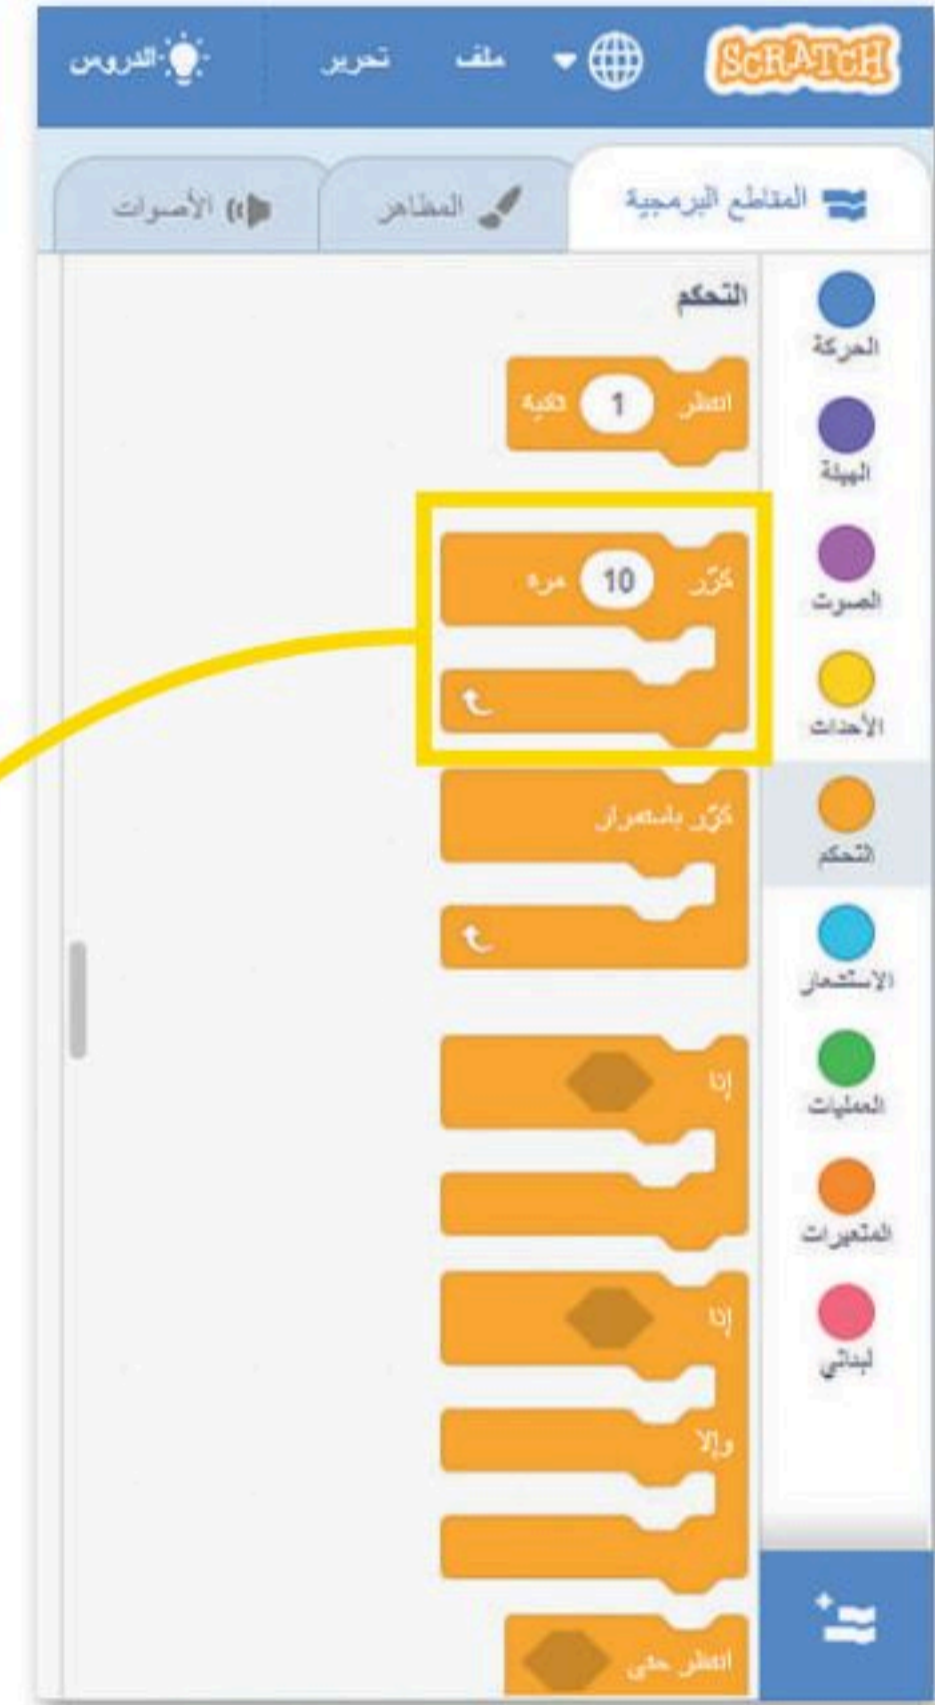 SCRATCH ملف تحرير الدروس
المقاطع البرمجية المظاهر الأصوات
التحكم
الحركة
انتظر 1 ثانية
الهيئة
كرّر 10 مرة
الصوت
الأحداث
كرّر باستمرار
التحكم
الاستشعار
إذا
العمليات
المتغيرات
إذا
لبناتي
وإلا
انتظر حتى